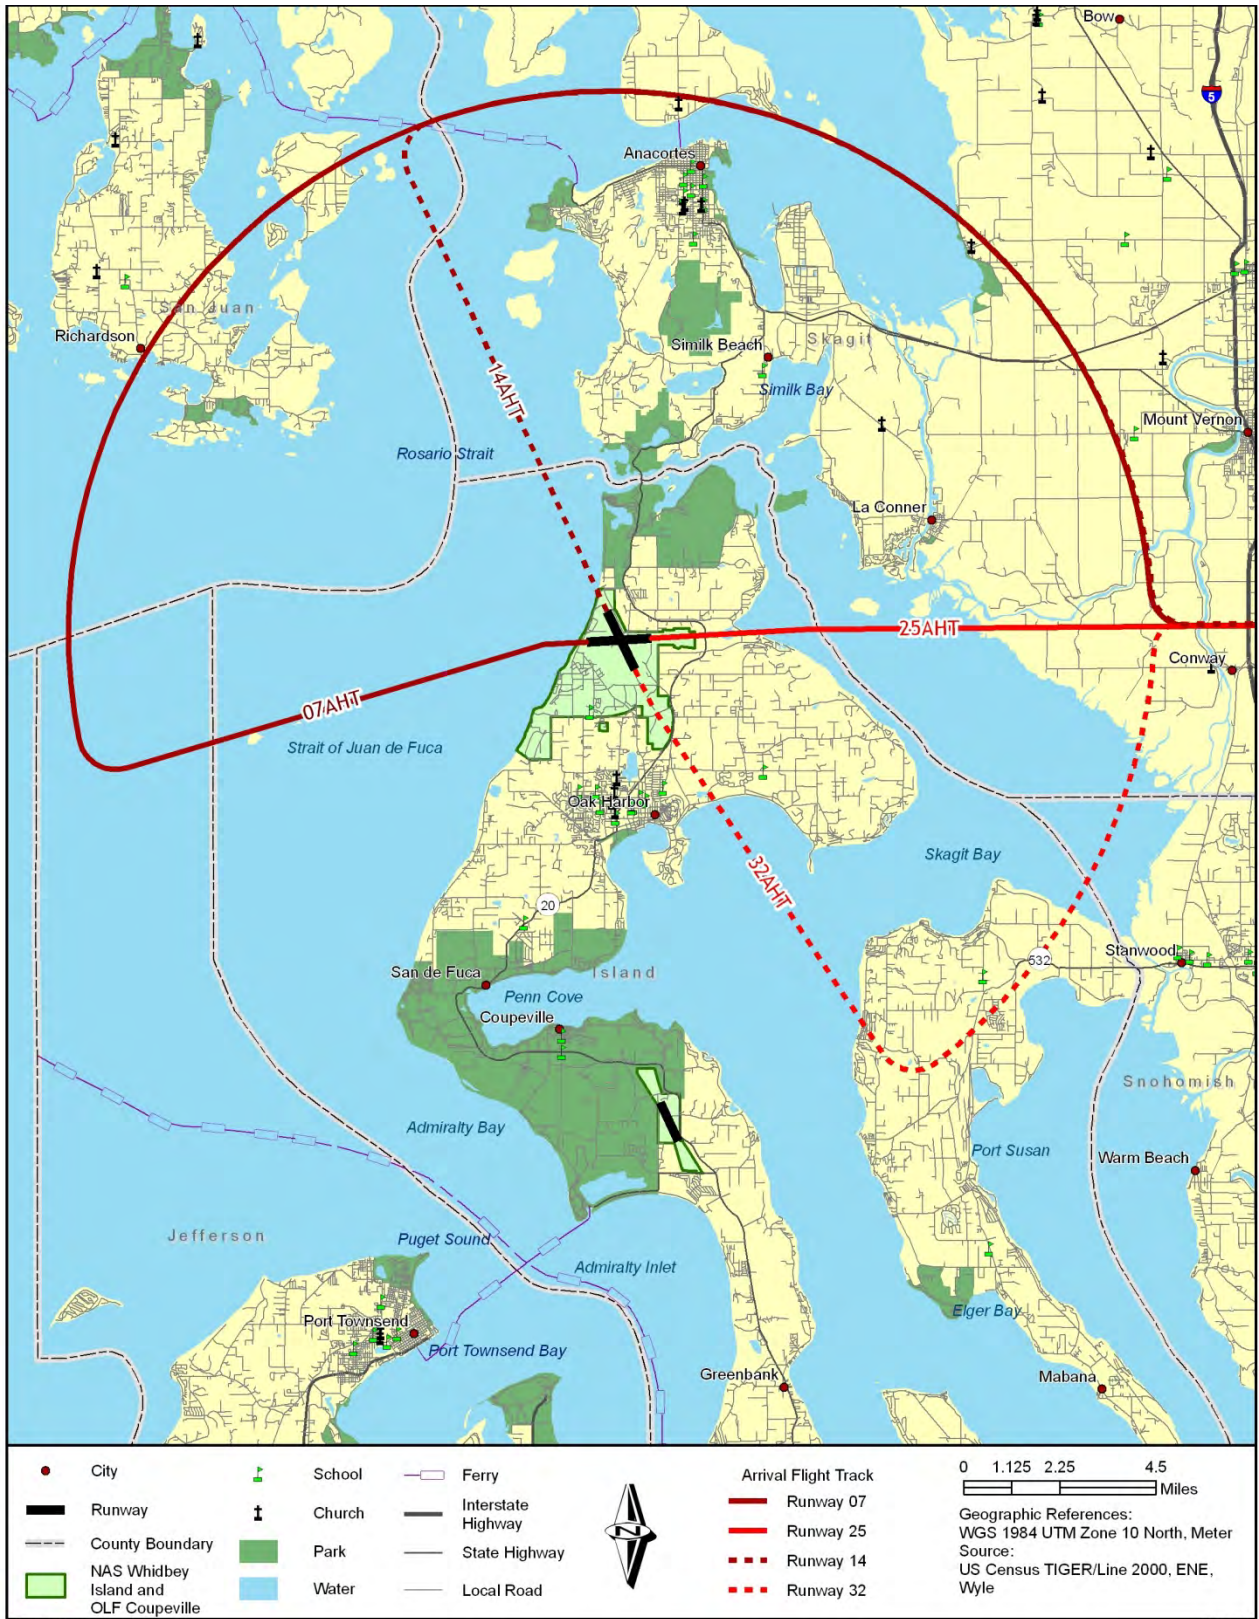 Bow
5
Anacortes
San Juan
Richardson
Similk Beach
Skagit
14AHT
Similk Bay
Mount Vernon
Rosario Strait
La Conner
25AHT
Conway
07AHT
Strait of Juan de Fuca
Oak Harbor
Skagit Bay
32AHT
20
Stanwood
532
San de Fuca
Island
Penn Cove
Coupeville
Snohomish
Admiralty Bay
Port Susan
Warm Beach
Jefferson
Puget Sound
Admiralty Inlet
Elger Bay
Port Townsend
Port Townsend Bay
Greenbank
Mabana
City
Runway
County Boundary
NAS Whidbey
Island and
OLF Coupeville
School
Church
Park
Water
Ferry
Interstate
Highway
State Highway
Local Road
N
Arrival Flight Track
Runway 07
Runway 25
Runway 14
Runway 32
0 1.125 2.25 4.5
Miles
Geographic References:
WGS 1984 UTM Zone 10 North, Meter
Source:
US Census TIGER/Line 2000, ENE,
Wyle